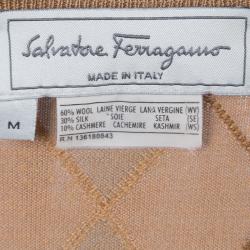 Salvatore Ferragamo
MADE IN ITALY
M
60% WOOL LAINE VIERGE LANA VERGINE (WV)
30% SILK SOIE SETA (SE)
10% CASHMERE CACHEMIRE KASHMIR (WS)
R.N 136180843